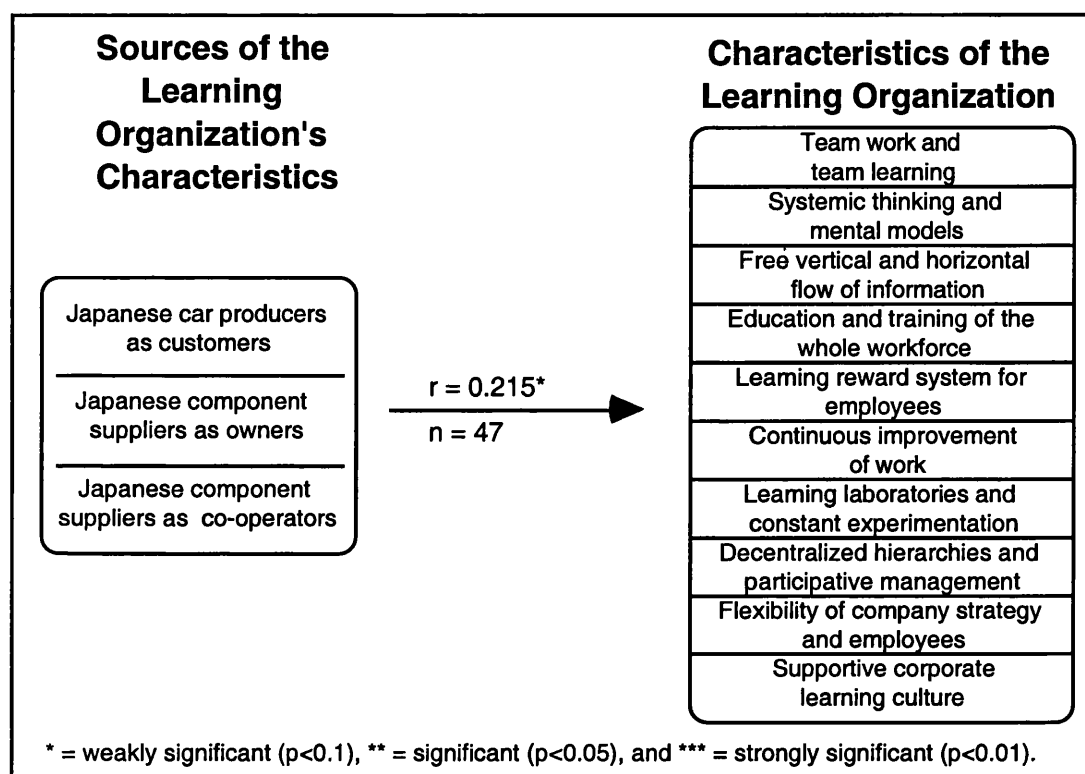 Sources of the
Learning
Organization's
Characteristics
Japanese car producers
as customers
Japanese component
suppliers as owners
Japanese component
suppliers as co-operators
r = 0.215*
n = 47
Characteristics of the
Learning Organization
Team work and
team learning
Systemic thinking and
mental models
Free vertical and horizontal
flow of information
Education and training of the
whole workforce
Learning reward system for
employees
Continuous improvement
of work
Learning laboratories and
constant experimentation
Decentralized hierarchies and
participative management
Flexibility of company strategy
and employees
Supportive corporate
learning culture
* = weakly significant (p<0.1), ** = significant (p<0.05), and *** = strongly significant (p<0.01).